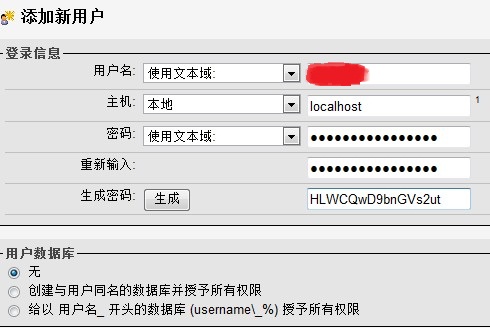 添加新用户
登录信息
用户名: 使用文本域:
主机: 本地 localhost 1
密码: 使用文本域: ●●●●●●●●●●●●●●●●
重新输入: ●●●●●●●●●●●●●●●●
生成密码: 生成 HLWCQwD9bnGVs2ut
用户数据库
无
创建与用户同名的数据库并授予所有权限
给以 用户名_ 开头的数据库 (username\_%) 授予所有权限